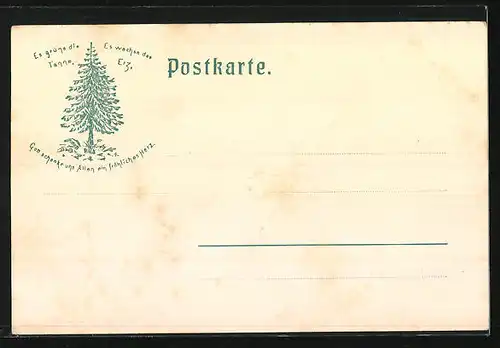 Es grüne die Tanne,
Es wachse das Erz,
Gott schenke uns Allen ein fröhliches Herz.
Postkarte.